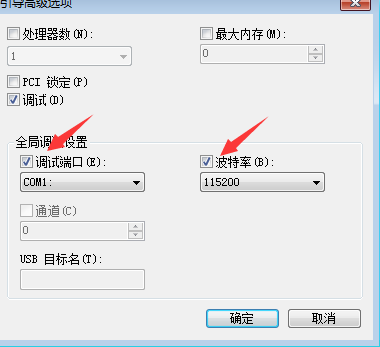 引导高级选项
处理器数(N):
最大内存(M):
1
0
PCI 锁定(P)
调试(D)
全局调 设置
调试端口(E):
波特率(B):
COM1:
115200
通道(C)
0
USB 目标名(T):
确定
取消